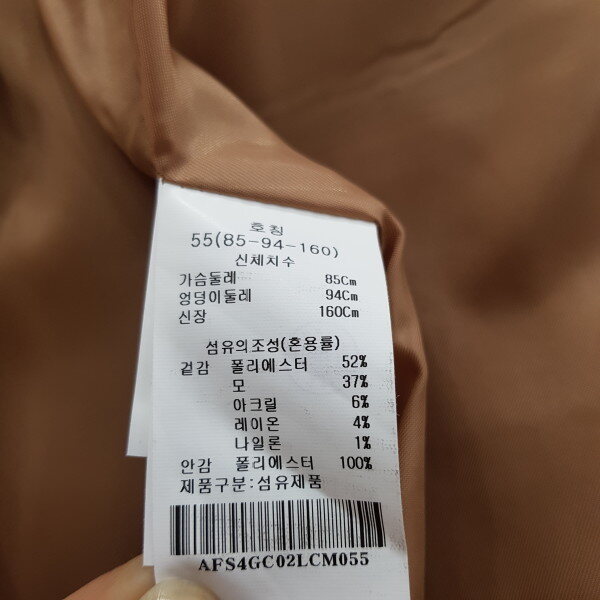 호칭
55(85-94-160)
신체치수
가슴둘레 85Cm
엉덩이둘레 94Cm
신장 160Cm
섬유의조성(혼용률)
겉감 폴리에스터 52%
모 37%
아크릴 6%
레이온 4%
나일론 1%
안감 폴리에스터 100%
제품구분:섬유제품
AFS4GC02LCM055